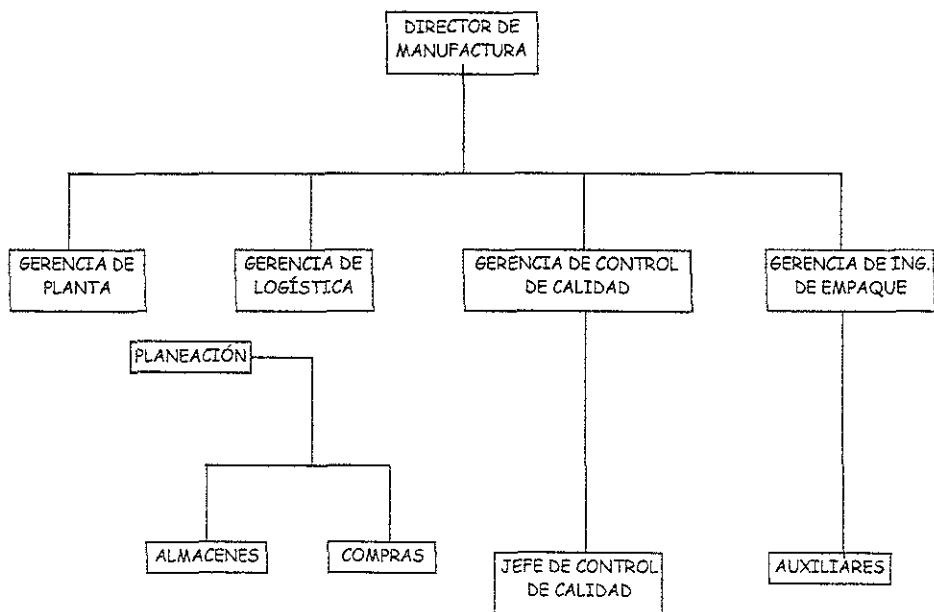 DIRECTOR DE
MANUFACTURA
GERENCIA DE
PLANTA
GERENCIA DE
LOGÍSTICA
GERENCIA DE CONTROL
DE CALIDAD
GERENCIA DE ING.
DE EMPAQUE
PLANEACIÓN
ALMACENES
COMPRAS
JEFE DE CONTROL
DE CALIDAD
AUXILIARES